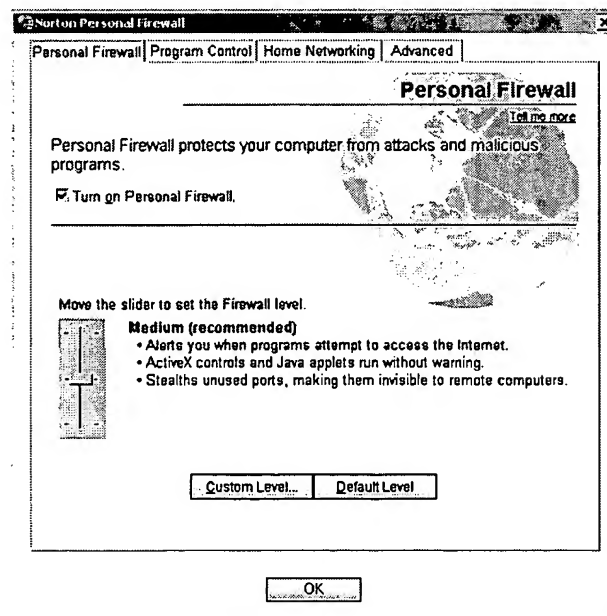 Norton Personal Firewall
Personal Firewall Program Control Home Networking Advanced
Personal Firewall
Tell me more
Personal Firewall protects your computer from attacks and malicious
programs.
Turn on Personal Firewall.
Move the slider to set the Firewall level.
Medium (recommended)
• Alerts you when programs attempt to access the Internet.
• ActiveX controls and Java applets run without warning.
• Stealths unused ports, making them invisible to remote computers.
Custom Level... Default Level
OK